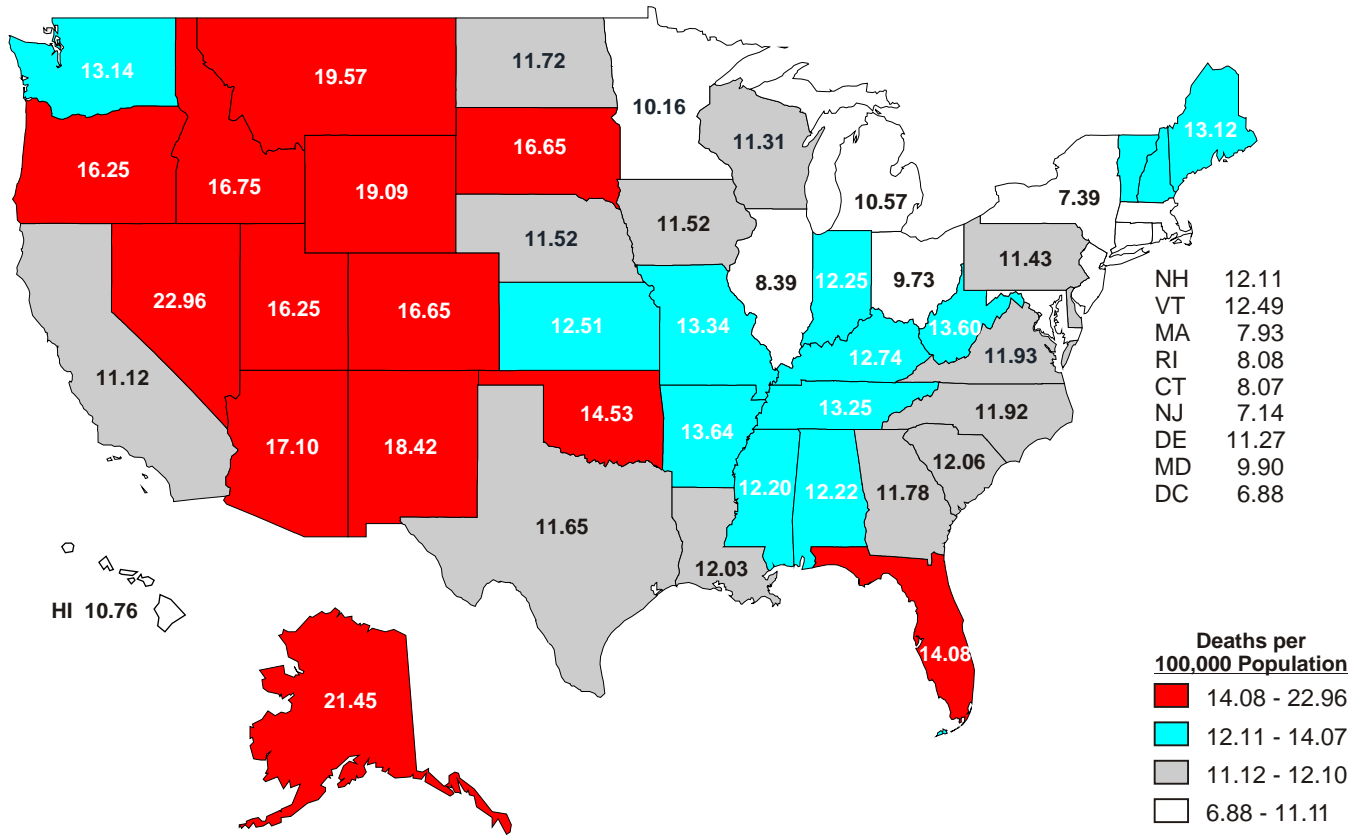 11.72
13.14
19.57
10.16
13.12
11.31
16.65
16.25
16.75
19.09
10.57
7.39
11.52
11.52
11.43
8.39
12.25
9.73
22.96
16.25
16.65
12.51
13.34
13.60
11.93
12.74
11.12
13.25
11.92
14.53
13.64
17.10
18.42
12.06
12.20
12.22
11.78
11.65
12.03
NH 12.11
VT 12.49
MA 7.93
RI 8.08
CT 8.07
NJ 7.14
DE 11.27
MD 9.90
DC 6.88
HI 10.76
14.08
21.45
Deaths per
100,000 Population
14.08 - 22.96
12.11 - 14.07
11.12 - 12.10
6.88 - 11.11